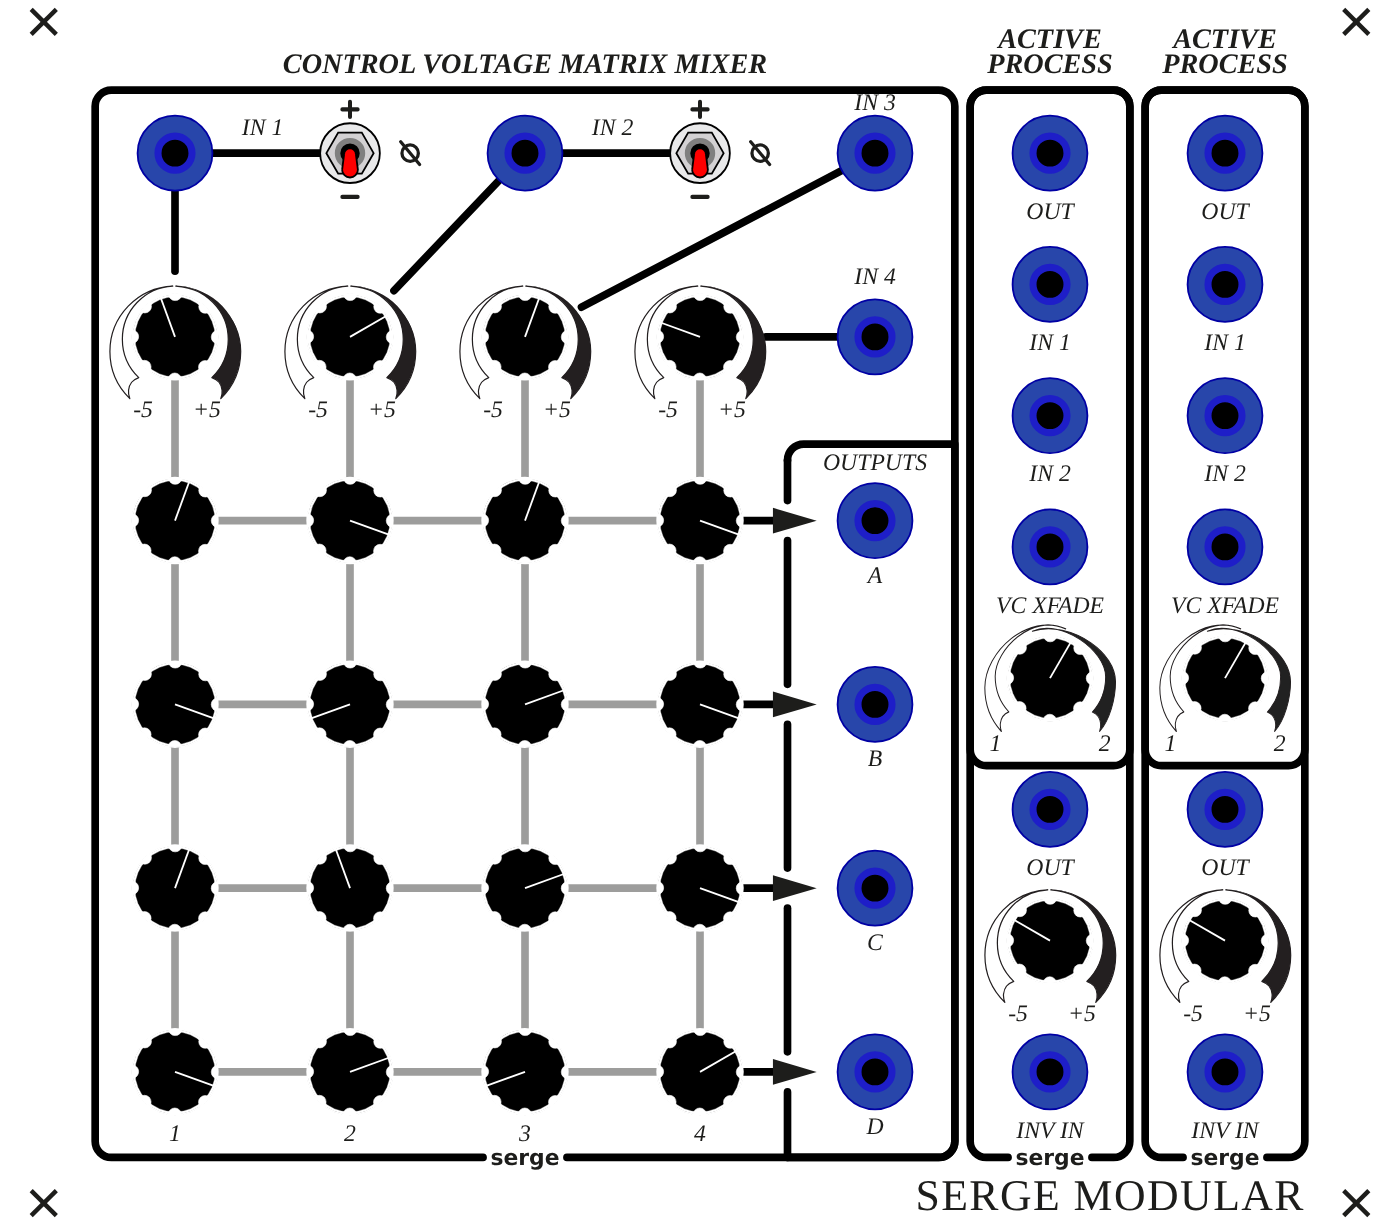 CONTROL VOLTAGE MATRIX MIXER
ACTIVE
PROCESS
ACTIVE
PROCESS
IN 1
+
Ø
−
IN 2
+
Ø
−
IN 3
IN 4
-5 +5
-5 +5
-5 +5
-5 +5
OUTPUTS
A
B
C
D
1 2 3 4
serge
OUT
IN 1
IN 2
VC XFADE
1 2
OUT
-5 +5
INV IN
serge
OUT
IN 1
IN 2
VC XFADE
1 2
OUT
-5 +5
INV IN
serge
SERGE MODULAR